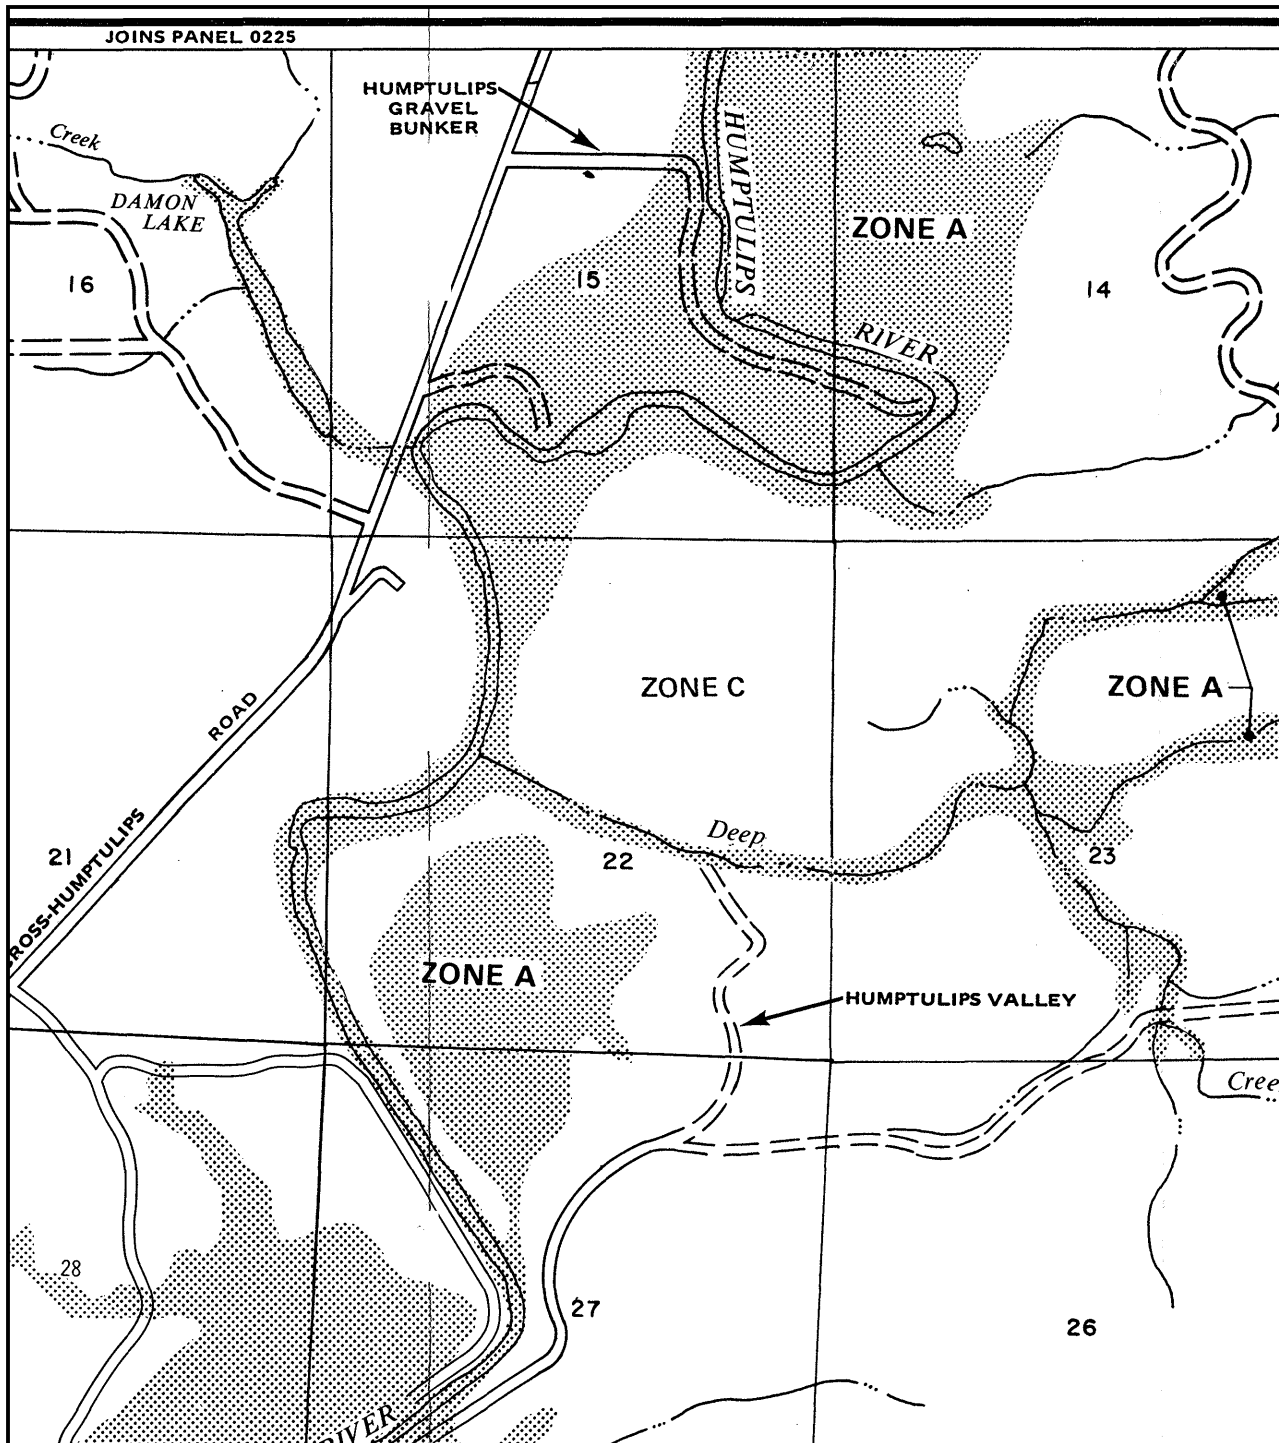 JOINS PANEL 0225
HUMPTULIPS
GRAVEL
BUNKER
Creek
DAMON
LAKE
HUMPTULIPS
RIVER
ZONE A
16
15
14
ZONE C
ZONE A
ROAD
ROSS-HUMPTULIPS
21
22
Deep
23
ZONE A
HUMPTULIPS VALLEY
Cree
28
27
26
RIVER